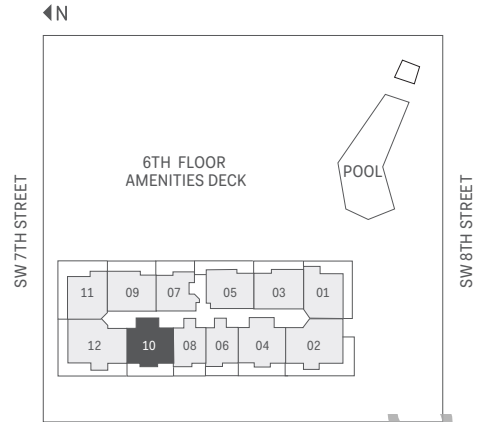 N
6TH FLOOR
AMENITIES DECK
POOL
SW 7TH STREET
SW 8TH STREET
11 09 07 05 03 01
12 10 08 06 04 02